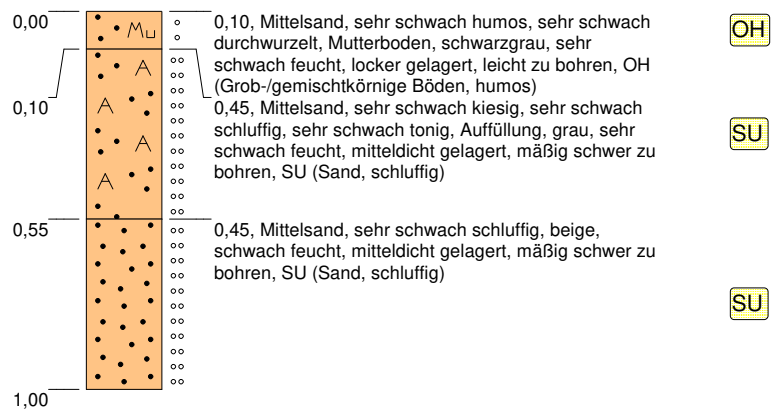 0,00
Mu
0,10, Mittelsand, sehr schwach humos, sehr schwach
durchwurzelt, Mutterboden, schwarzgrau, sehr
schwach feucht, locker gelagert, leicht zu bohren, OH
(Grob-/gemischtkörnige Böden, humos)
OH
0,10
A
A
A
A
0,45, Mittelsand, sehr schwach kiesig, sehr schwach
schluffig, sehr schwach tonig, Auffüllung, grau, sehr
schwach feucht, mitteldicht gelagert, mäßig schwer zu
bohren, SU (Sand, schluffig)
SU
0,55
0,45, Mittelsand, sehr schwach schluffig, beige,
schwach feucht, mitteldicht gelagert, mäßig schwer zu
bohren, SU (Sand, schluffig)
SU
1,00